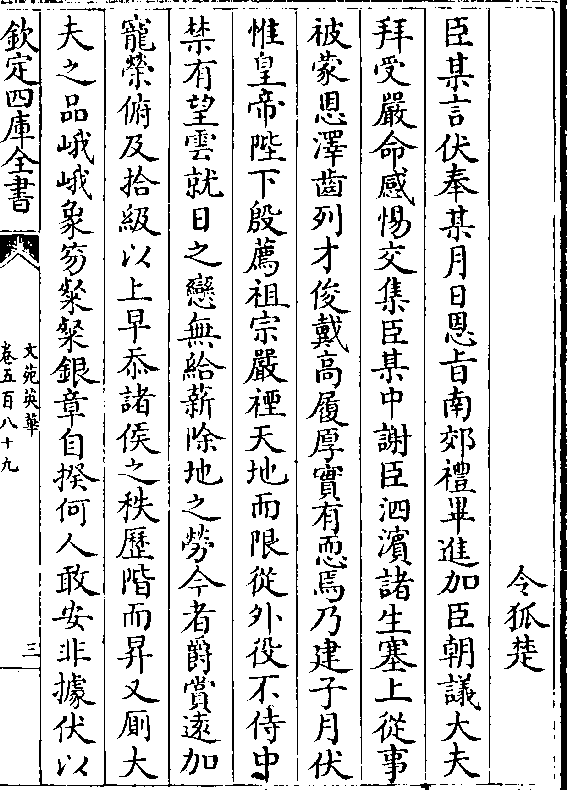 令狐楚
臣某言伏奉某月日恩旨南郊禮畢進加臣朝議大夫
拜受嚴命感惕交集臣某中謝臣泗濱諸生塞上從事
被蒙恩澤齒列才俊戴高履厚實有恧焉乃建子月伏
惟皇帝陛下殷薦祖宗嚴禋天地而限從外役不侍中
禁有望雲就日之戀無給薪除地之勞今者爵賞遠加
寵榮俯及拾級以上早忝諸侯之秩歷階而昇又厠大
夫之品峨峨象笏粲粲銀章自揆何人敢安非據伏以
欽定四庫全書
文苑英華
卷五百八十九
三